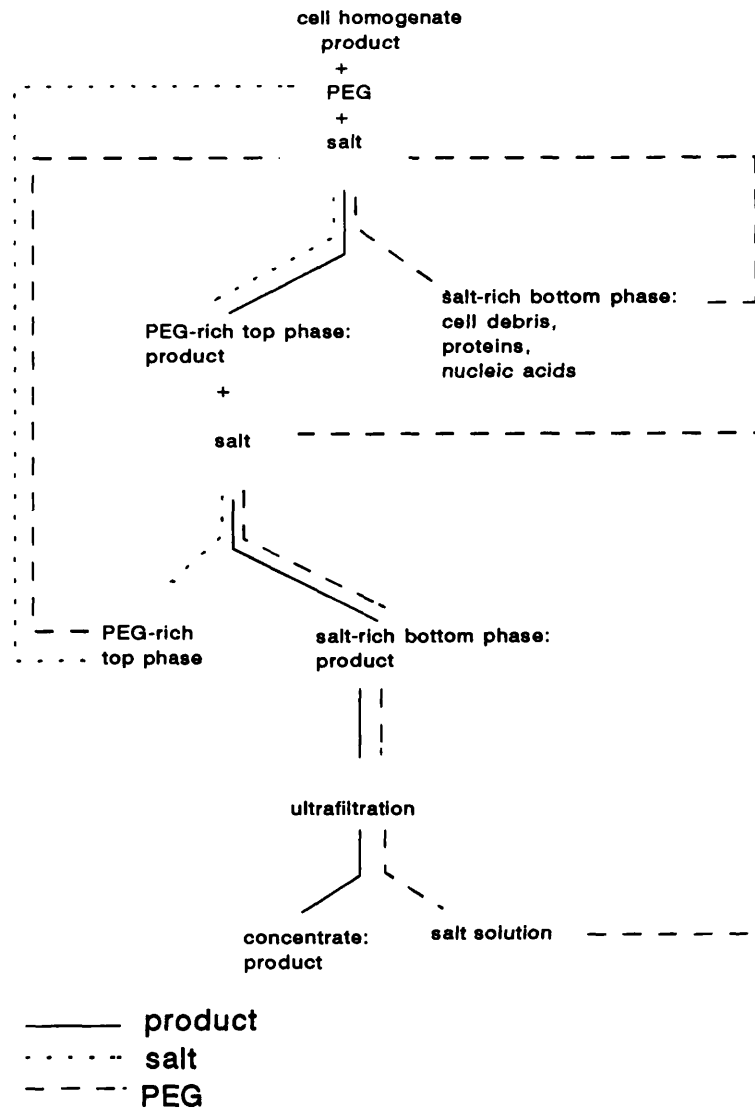 cell homogenate
product
+
PEG
+
salt
PEG-rich top phase:
product
+
salt
salt-rich bottom phase:
cell debris,
proteins,
nucleic acids
PEG-rich
top phase
salt-rich bottom phase:
product
ultrafiltration
concentrate:
product
salt solution
product
salt
PEG